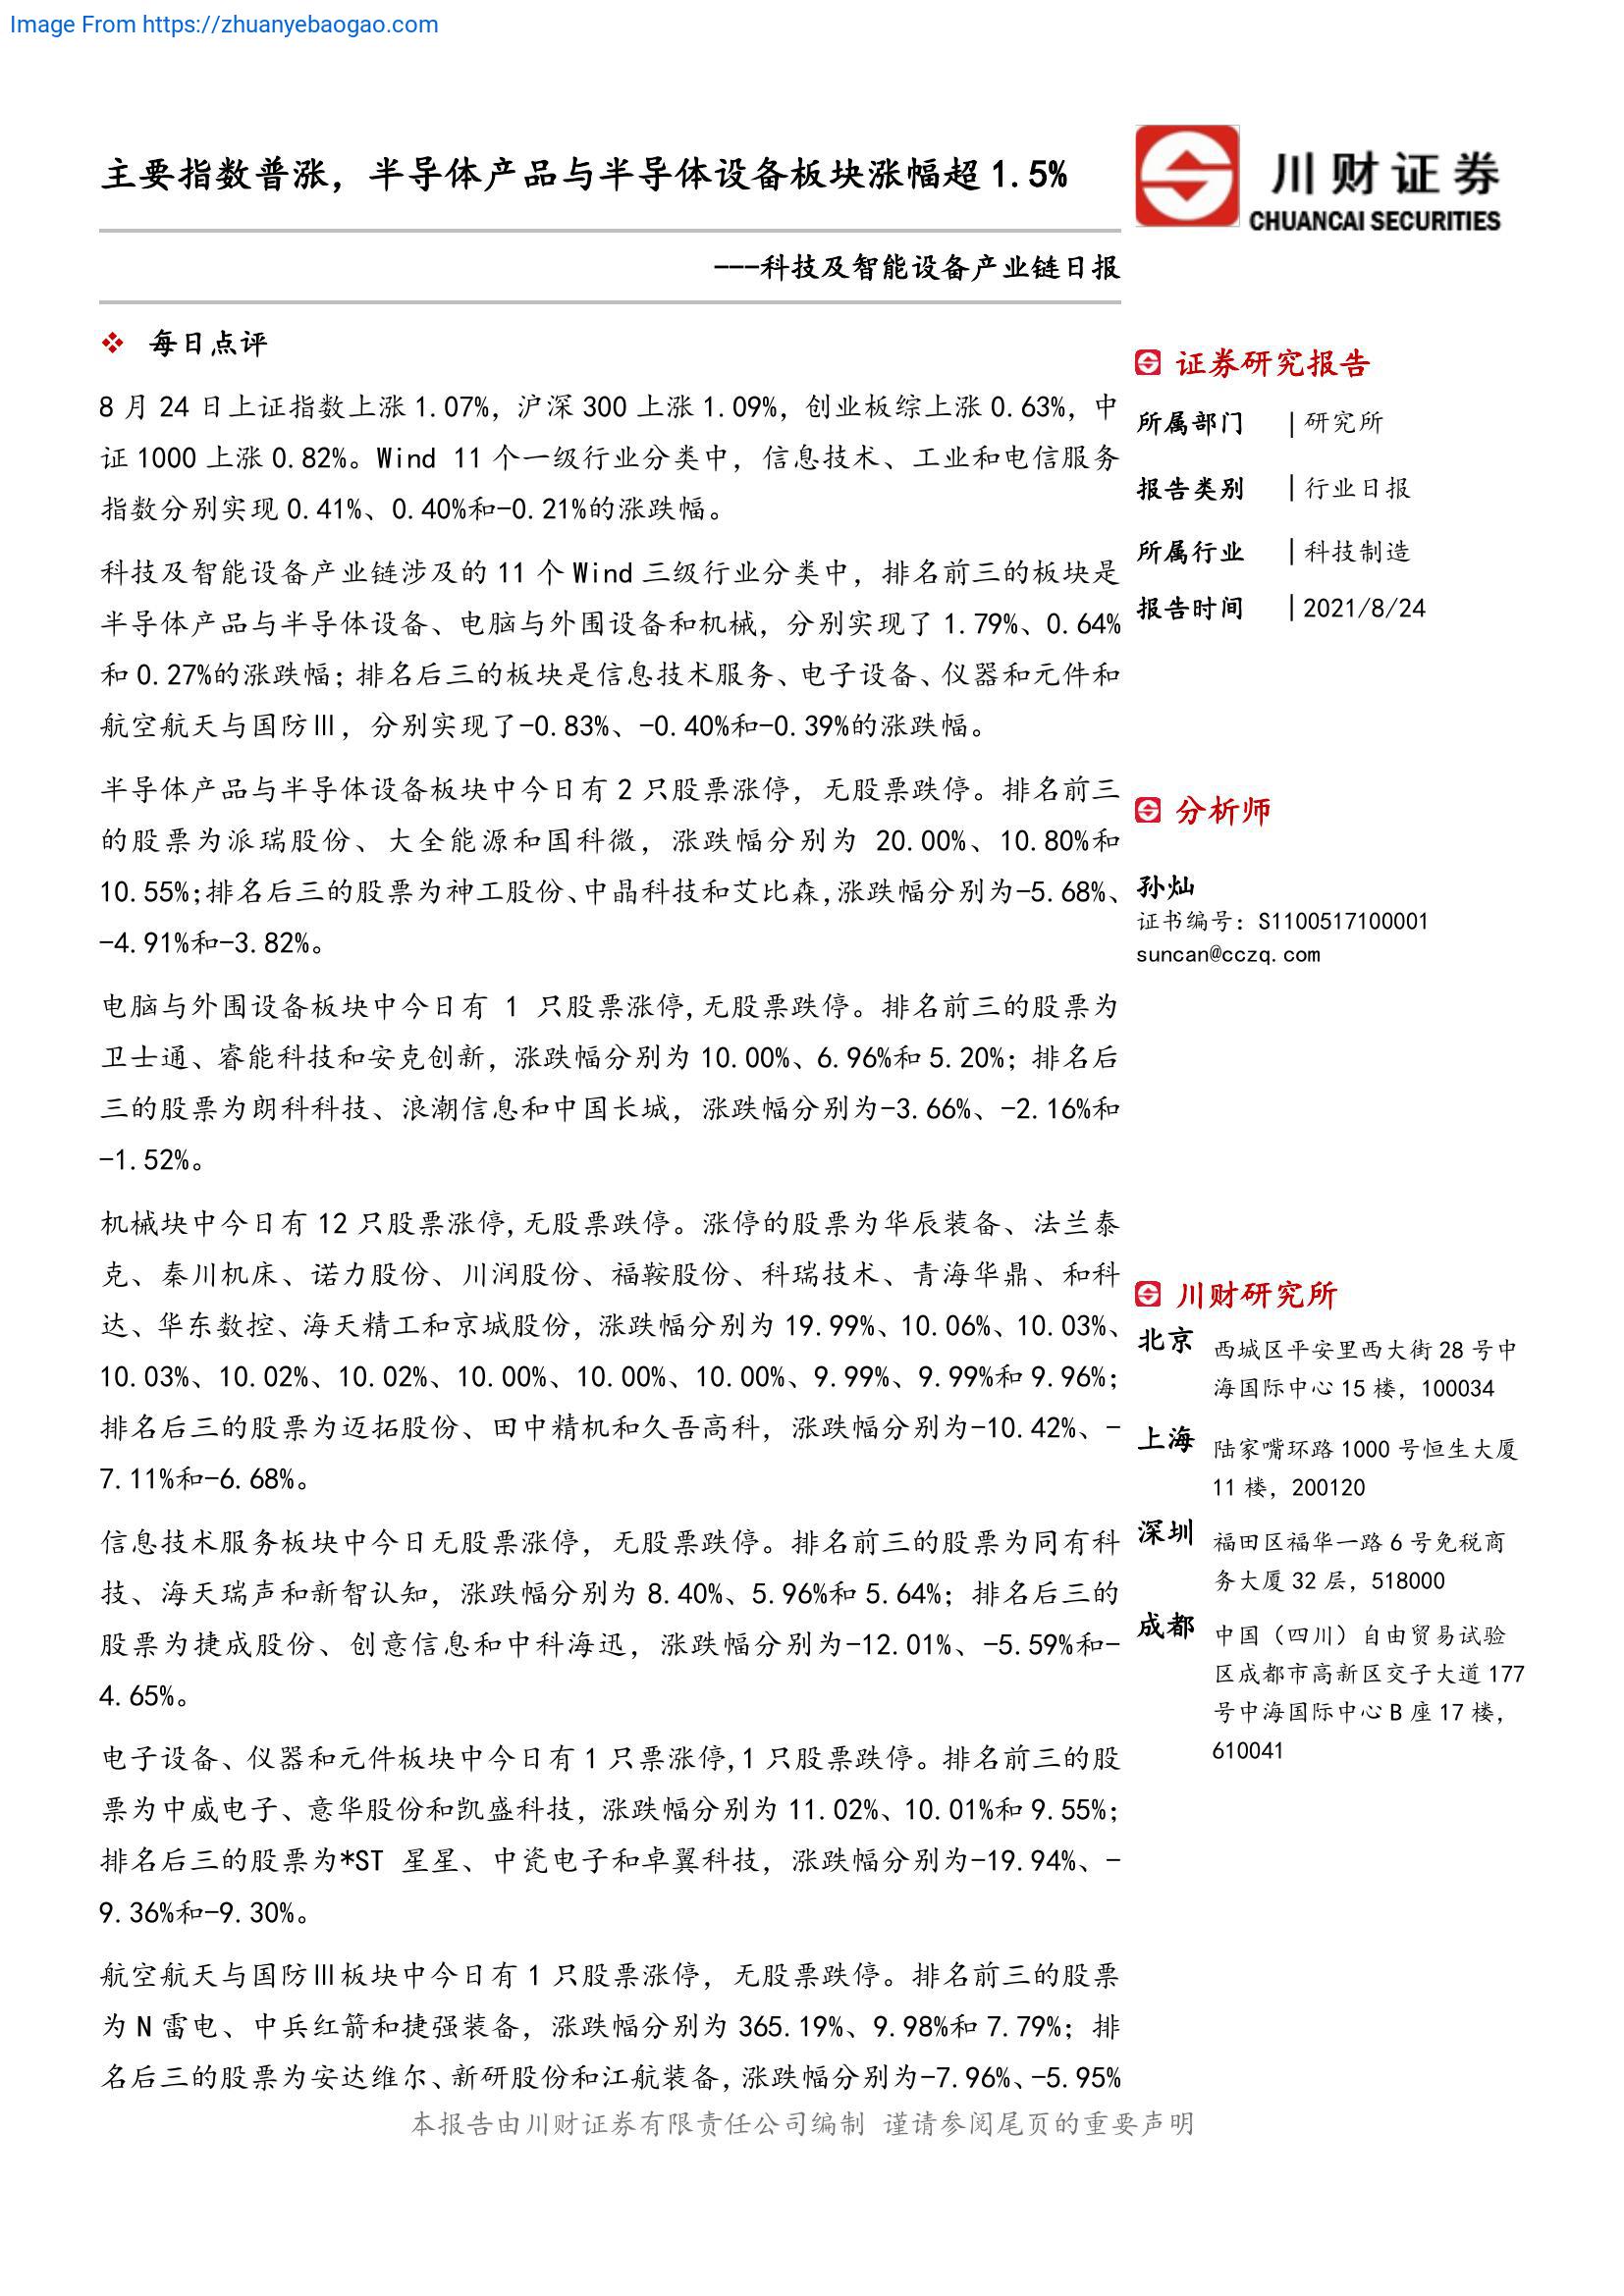 Image From https://zhuanyebaogao.com
主要指数普涨，半导体产品与半导体设备板块涨幅超1.5%
川财证券
CHUANCAI SECURITIES
---科技及智能设备产业链日报
每日点评
8月24日上证指数上涨1.07%，沪深300上涨1.09%，创业板综上涨0.63%，中
证1000上涨0.82%。Wind 11个一级行业分类中，信息技术、工业和电信服务
指数分别实现0.41%、0.40%和-0.21%的涨跌幅。
科技及智能设备产业链涉及的11个Wind三级行业分类中，排名前三的板块是
半导体产品与半导体设备、电脑与外围设备和机械，分别实现了1.79%、0.64%
和0.27%的涨跌幅；排名后三的板块是信息技术服务、电子设备、仪器和元件和
航空航天与国防Ⅲ，分别实现了-0.83%、-0.40%和-0.39%的涨跌幅。
半导体产品与半导体设备板块中今日有2只股票涨停，无股票跌停。排名前三
的股票为派瑞股份、大全能源和国科微，涨跌幅分别为 20.00%、10.80%和
10.55%;排名后三的股票为神工股份、中晶科技和艾比森,涨跌幅分别为-5.68%、
-4.91%和-3.82%。
电脑与外围设备板块中今日有 1 只股票涨停,无股票跌停。排名前三的股票为
卫士通、睿能科技和安克创新，涨跌幅分别为10.00%、6.96%和5.20%；排名后
三的股票为朗科科技、浪潮信息和中国长城，涨跌幅分别为-3.66%、-2.16%和
-1.52%。
机械块中今日有12只股票涨停,无股票跌停。涨停的股票为华辰装备、法兰泰
克、秦川机床、诺力股份、川润股份、福鞍股份、科瑞技术、青海华鼎、和科
达、华东数控、海天精工和京城股份，涨跌幅分别为19.99%、10.06%、10.03%、
10.03%、10.02%、10.02%、10.00%、10.00%、10.00%、9.99%、9.99%和9.96%；
排名后三的股票为迈拓股份、田中精机和久吾高科，涨跌幅分别为-10.42%、-
7.11%和-6.68%。
信息技术服务板块中今日无股票涨停，无股票跌停。排名前三的股票为同有科
技、海天瑞声和新智认知，涨跌幅分别为8.40%、5.96%和5.64%；排名后三的
股票为捷成股份、创意信息和中科海迅，涨跌幅分别为-12.01%、-5.59%和-
4.65%。
电子设备、仪器和元件板块中今日有1只票涨停,1只股票跌停。排名前三的股
票为中威电子、意华股份和凯盛科技，涨跌幅分别为11.02%、10.01%和9.55%；
排名后三的股票为*ST 星星、中瓷电子和卓翼科技，涨跌幅分别为-19.94%、-
9.36%和-9.30%。
航空航天与国防Ⅲ板块中今日有1只股票涨停，无股票跌停。排名前三的股票
为N雷电、中兵红箭和捷强装备，涨跌幅分别为365.19%、9.98%和7.79%；排
名后三的股票为安达维尔、新研股份和江航装备,涨跌幅分别为-7.96%、-5.95%
证券研究报告
所属部门 |研究所
报告类别 |行业日报
所属行业 |科技制造
报告时间 |2021/8/24
分析师
孙灿
证书编号：S1100517100001
suncan@cczq.com
川财研究所
北京 西城区平安里西大街28号中
海国际中心15楼，100034
上海 陆家嘴环路1000号恒生大厦
11楼，200120
深圳 福田区福华一路6号免税商
务大厦32层，518000
成都 中国（四川）自由贸易试验
区成都市高新区交子大道177
号中海国际中心B座17楼，
610041
本报告由川财证券有限责任公司编制 谨请参阅尾页的重要声明